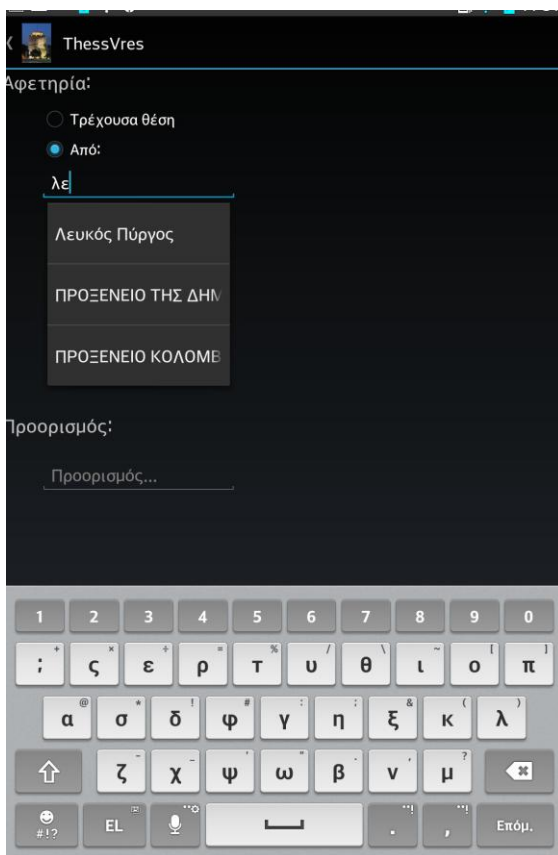 ThessVres
Αφετηρία:
Τρέχουσα θέση
Από:
λε
Λευκός Πύργος
ΠΡΟΞΕΝΕΙΟ ΤΗΣ ΔΗΜ
ΠΡΟΞΕΝΕΙΟ ΚΟΛΟΜΒ
Προορισμός:
Προορισμός...
1 2 3 4 5 6 7 8 9 0
; + ς × ε ÷ ρ = τ % υ / θ \ ι ~ ο [ π ]
α @ σ * δ ! φ # γ : η ; ξ & κ ( λ )
ζ - χ _ ψ ' ω " β . ν , μ ?
#!? EL . , Επόμ.